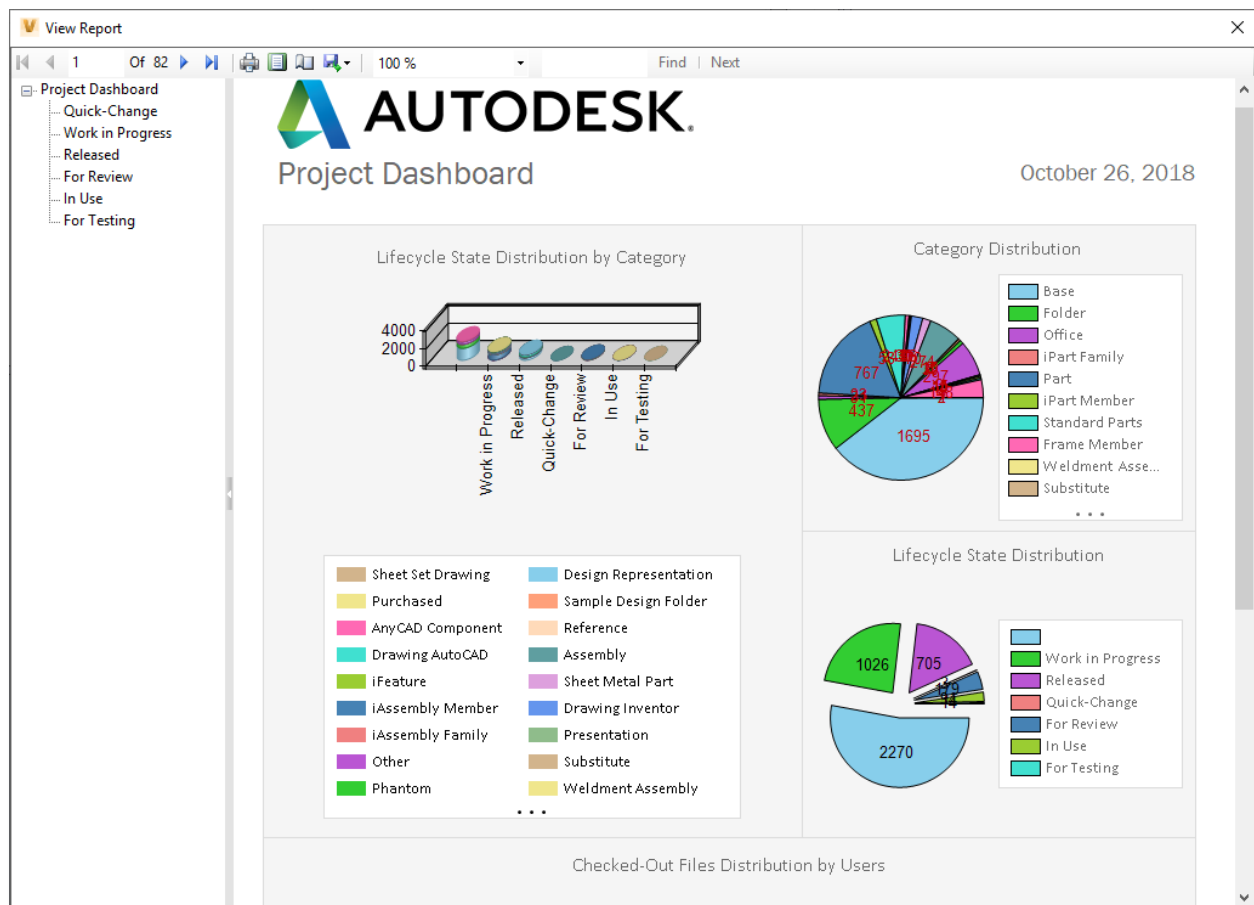 View Report
1 Of 82 100 % Find Next
Project Dashboard
Quick-Change
Work in Progress
Released
For Review
In Use
For Testing
AUTODESK.
Project Dashboard
October 26, 2018
Lifecycle State Distribution by Category
4000
2000
0
Work in Progress
Released
Quick-Change
For Review
In Use
For Testing
Sheet Set Drawing
Purchased
AnyCAD Component
Drawing AutoCAD
iFeature
iAssembly Member
iAssembly Family
Other
Phantom
Design Representation
Sample Design Folder
Reference
Assembly
Sheet Metal Part
Drawing Inventor
Presentation
Substitute
Weldment Assembly
• • •
Category Distribution
767
437
1695
Base
Folder
Office
iPart Family
Part
iPart Member
Standard Parts
Frame Member
Weldment Asse...
Substitute
• • •
Lifecycle State Distribution
1026
705
2270
Work in Progress
Released
Quick-Change
For Review
In Use
For Testing
Checked-Out Files Distribution by Users